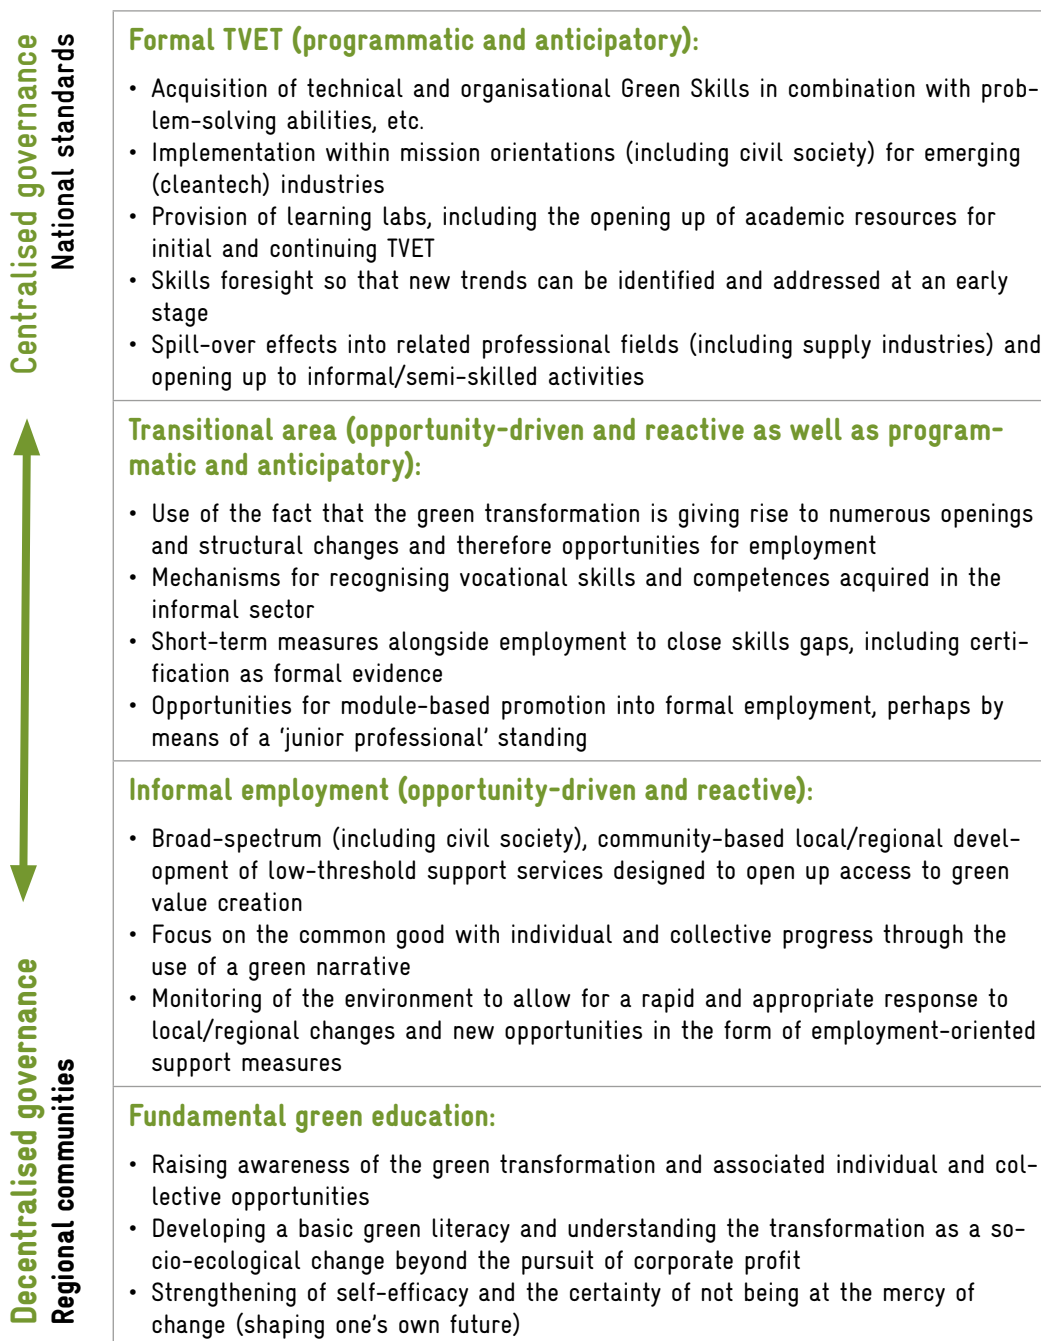 Centralised governance
National standards
Formal TVET (programmatic and anticipatory):
• Acquisition of technical and organisational Green Skills in combination with prob-
lem-solving abilities, etc.
• Implementation within mission orientations (including civil society) for emerging
(cleantech) industries
• Provision of learning labs, including the opening up of academic resources for
initial and continuing TVET
• Skills foresight so that new trends can be identified and addressed at an early
stage
• Spill-over effects into related professional fields (including supply industries) and
opening up to informal/semi-skilled activities
Transitional area (opportunity-driven and reactive as well as program-
matic and anticipatory):
• Use of the fact that the green transformation is giving rise to numerous openings
and structural changes and therefore opportunities for employment
• Mechanisms for recognising vocational skills and competences acquired in the
informal sector
• Short-term measures alongside employment to close skills gaps, including certi-
fication as formal evidence
• Opportunities for module-based promotion into formal employment, perhaps by
means of a ‘junior professional’ standing
Informal employment (opportunity-driven and reactive):
• Broad-spectrum (including civil society), community-based local/regional devel-
opment of low-threshold support services designed to open up access to green
value creation
• Focus on the common good with individual and collective progress through the
use of a green narrative
• Monitoring of the environment to allow for a rapid and appropriate response to
local/regional changes and new opportunities in the form of employment-oriented
support measures
Decentralised governance
Regional communities
Fundamental green education:
• Raising awareness of the green transformation and associated individual and col-
lective opportunities
• Developing a basic green literacy and understanding the transformation as a so-
cio-ecological change beyond the pursuit of corporate profit
• Strengthening of self-efficacy and the certainty of not being at the mercy of
change (shaping one's own future)